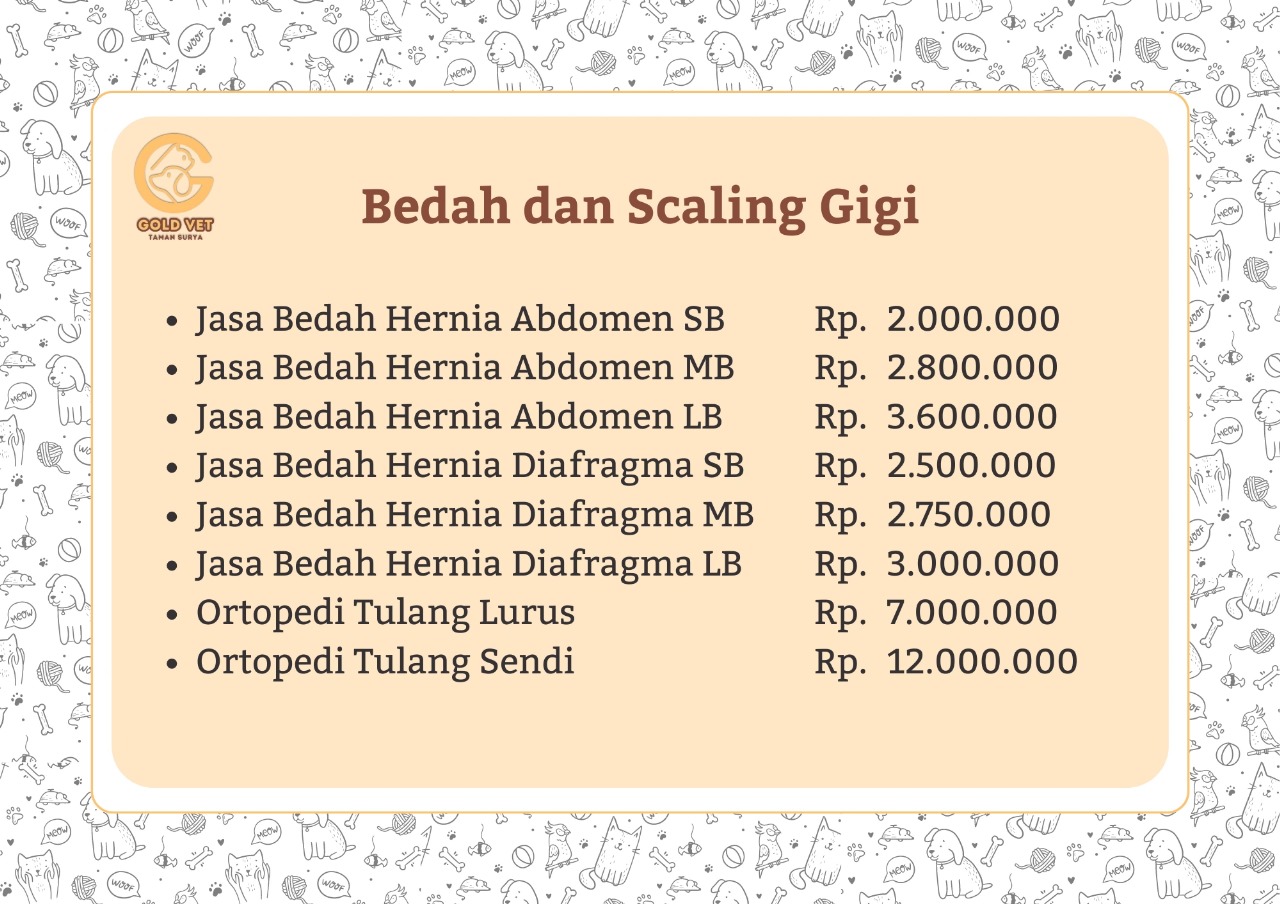 GOLD VET
TAMAN SURYA
Bedah dan Scaling Gigi
• Jasa Bedah Hernia Abdomen SB Rp. 2.000.000
• Jasa Bedah Hernia Abdomen MB Rp. 2.800.000
• Jasa Bedah Hernia Abdomen LB Rp. 3.600.000
• Jasa Bedah Hernia Diafragma SB Rp. 2.500.000
• Jasa Bedah Hernia Diafragma MB Rp. 2.750.000
• Jasa Bedah Hernia Diafragma LB Rp. 3.000.000
• Ortopedi Tulang Lurus Rp. 7.000.000
• Ortopedi Tulang Sendi Rp. 12.000.000
WOOF
MEOW